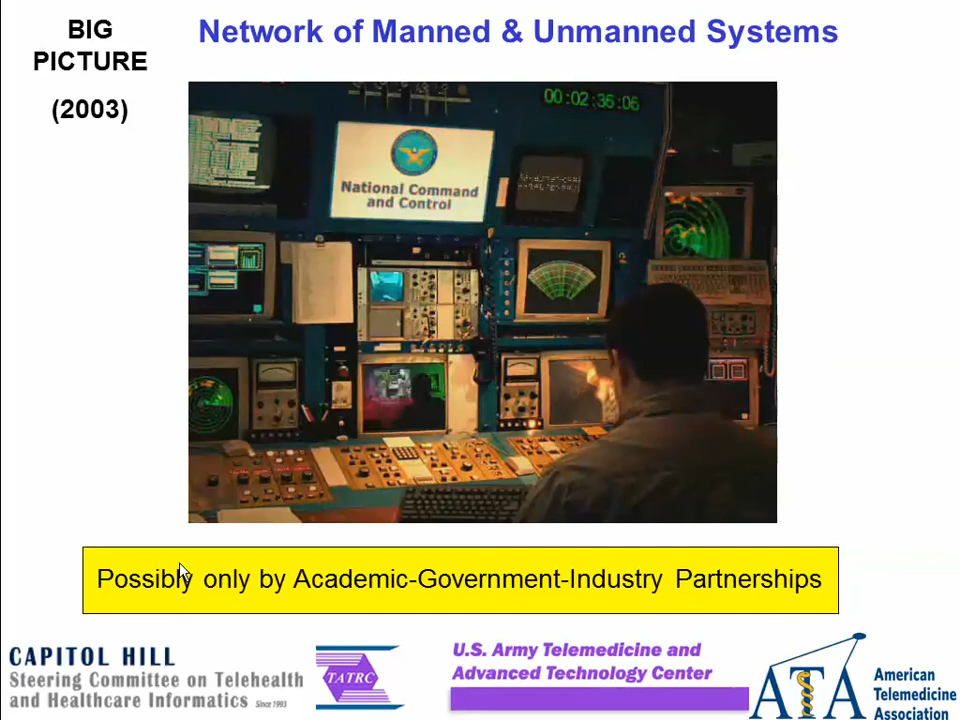 BIG
PICTURE
(2003)
Network of Manned & Unmanned Systems
00:02:36:06
National Command
and Control
Possibly only by Academic-Government-Industry Partnerships
CAPITOL HILL
Steering Committee on Telehealth
and Healthcare Informatics Since 1993
TATRC
U.S. Army Telemedicine and
Advanced Technology Center
ATA
American
Telemedicine
Association